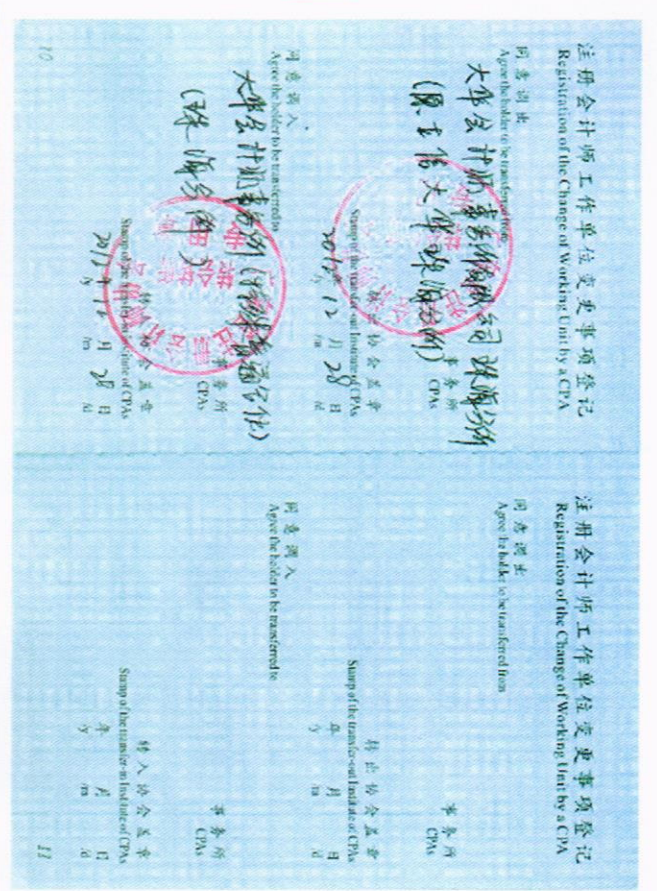 注册会计师工作单位变更事项登记
Registration of the Change of Working Unit by a CPA
同意调出
Agree the holder to be transferred from
大华会计师事务所有限公司珠海分所
(原立信大华珠海分所)
事务所
CPAs
转出协会盖章
Stamp of the transfer-out Institute of CPAs
12月28日
/y /m /d
同意调入
Agree the holder to be transferred to
大华会计师事务所(特殊普通合伙)
(珠海分所)
事务所
CPAs
转入协会盖章
Stamp of the transfer-in Institute of CPAs
月28日
/y /m /d
10
注册会计师工作单位变更事项登记
Registration of the Change of Working Unit by a CPA
同意调出
Agree the holder to be transferred from
事务所
CPAs
转出协会盖章
Stamp of the transfer-out Institute of CPAs
年 月 日
/y /m /d
同意调入
Agree the holder to be transferred to
事务所
CPAs
转入协会盖章
Stamp of the transfer-in Institute of CPAs
年 月 日
/y /m /d
11